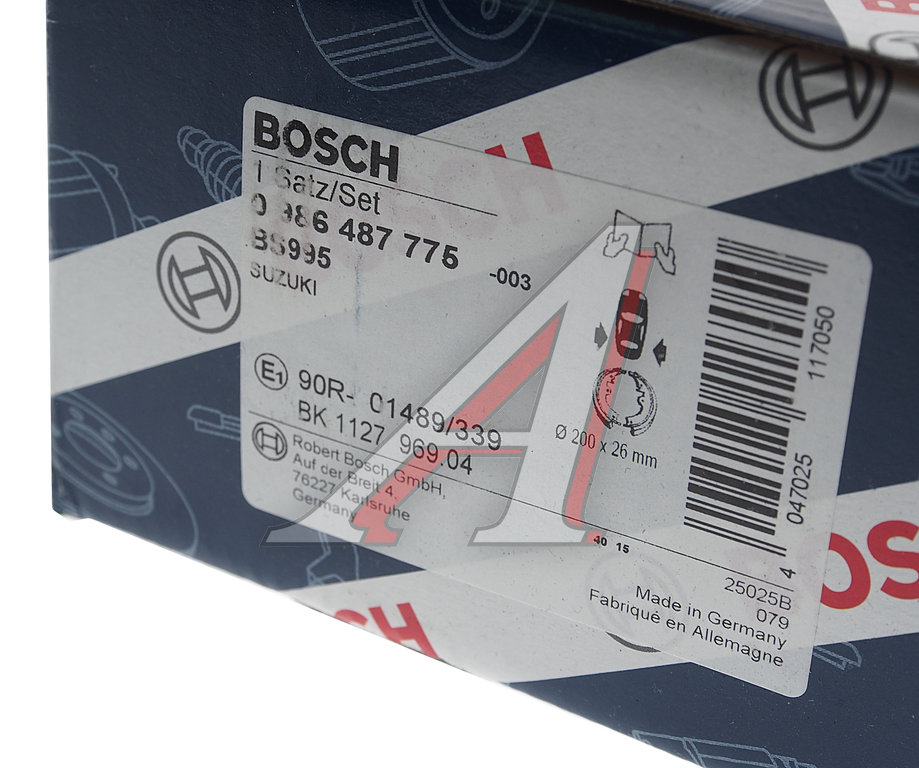 BOSCH
1 Satz/Set
0 986 487 775 -003
BS995
SUZUKI
E1 90R- 01489/339
BK 1127 969.04
Robert Bosch GmbH,
Auf der Breit 4,
76227 Karlsruhe
Germany
Ø 200 x 26 mm
4 047025 117050
40 15
25025B
079
Made in Germany
Fabriqué en Allemagne